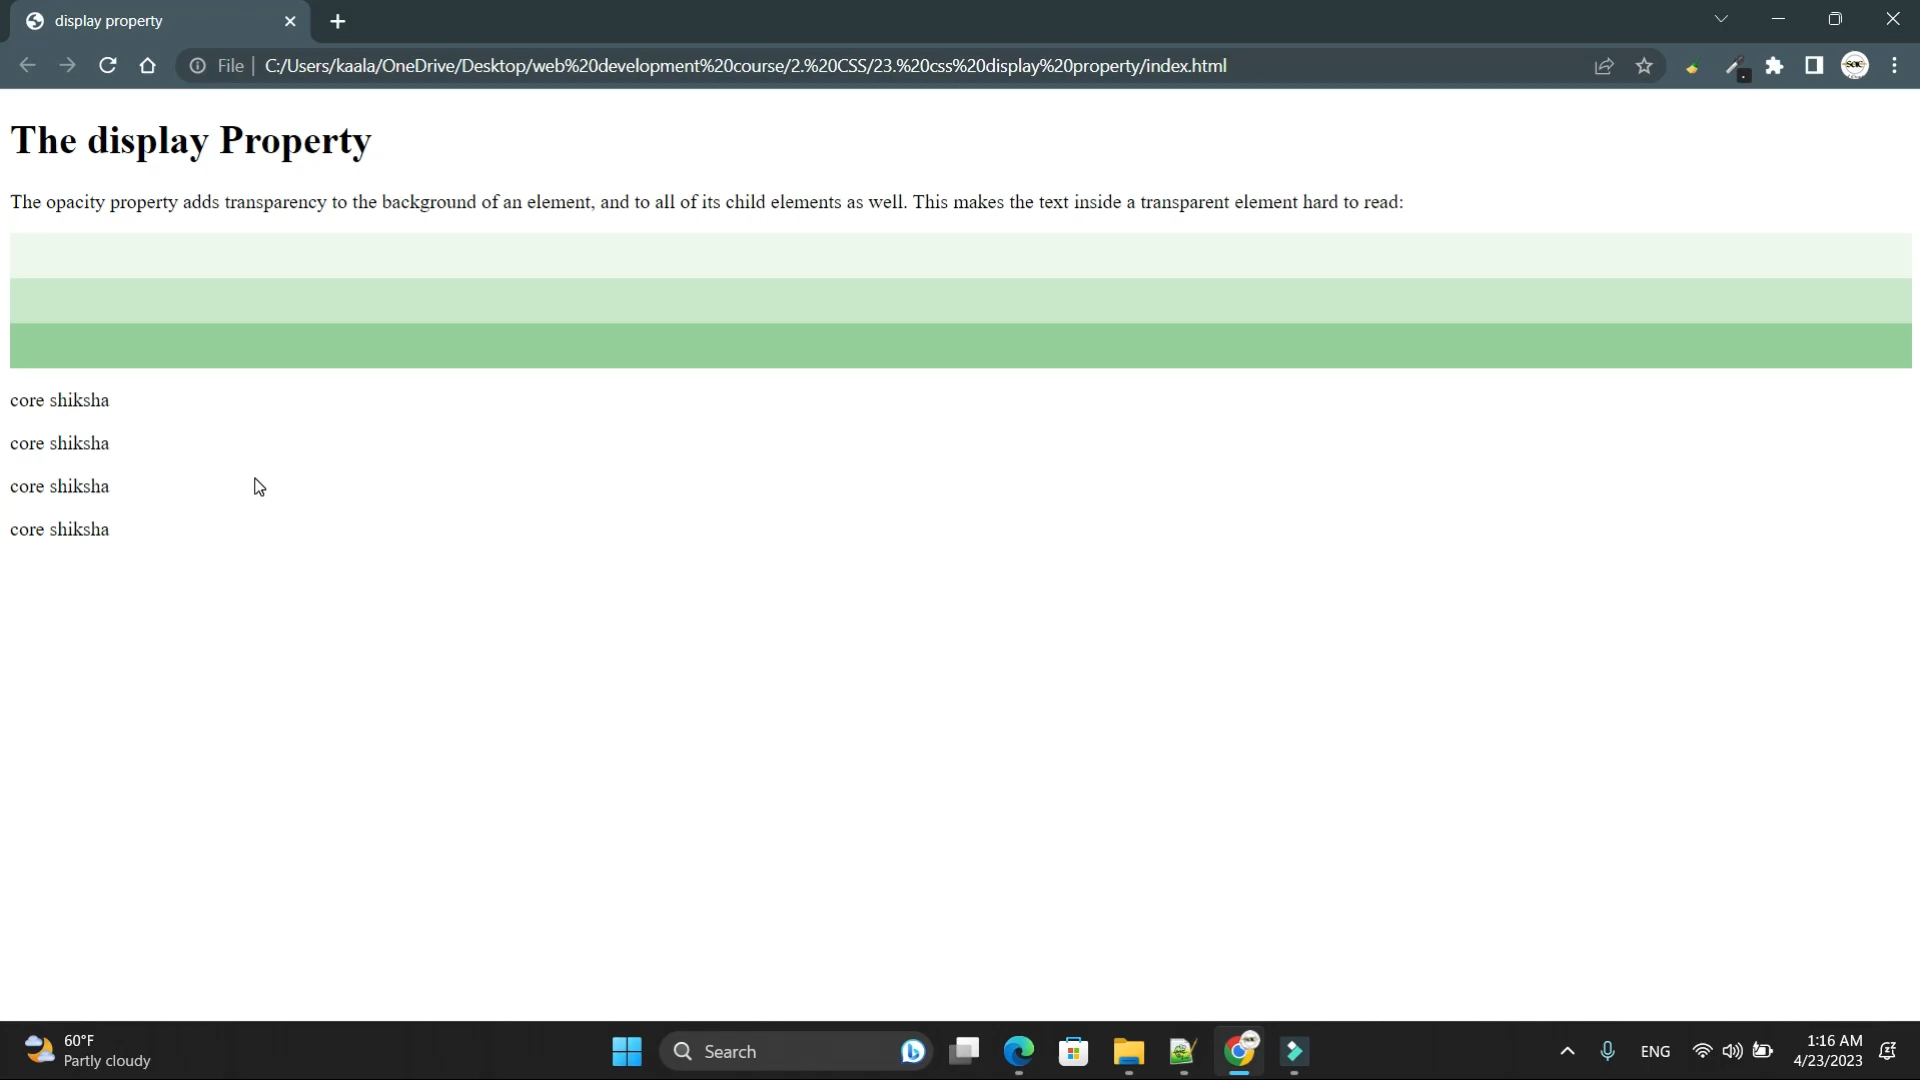 display property
File
C:/Users/kaala/OneDrive/Desktop/web%20development%20course/2.%20CSS/23.%20css%20display%20property/index.html
The display Property
The opacity property adds transparency to the background of an element, and to all of its child elements as well. This makes the text inside a transparent element hard to read:
core shiksha
core shiksha
core shiksha
core shiksha
60°F
Partly cloudy
Search
ENG
1:16 AM
4/23/2023